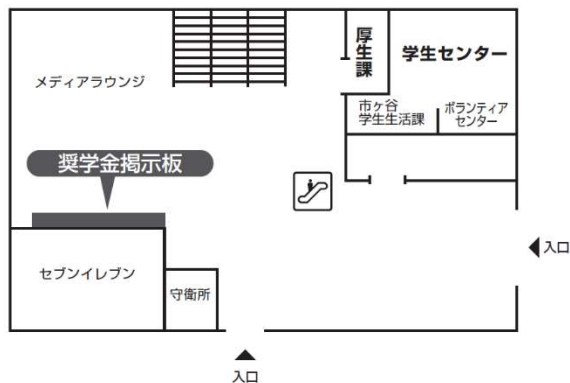 厚生課
学生センター
メディアラウンジ
市ヶ谷
学生生活課
ボランティア
センター
奨学金掲示板
入口
セブンイレブン
守衛所
入口